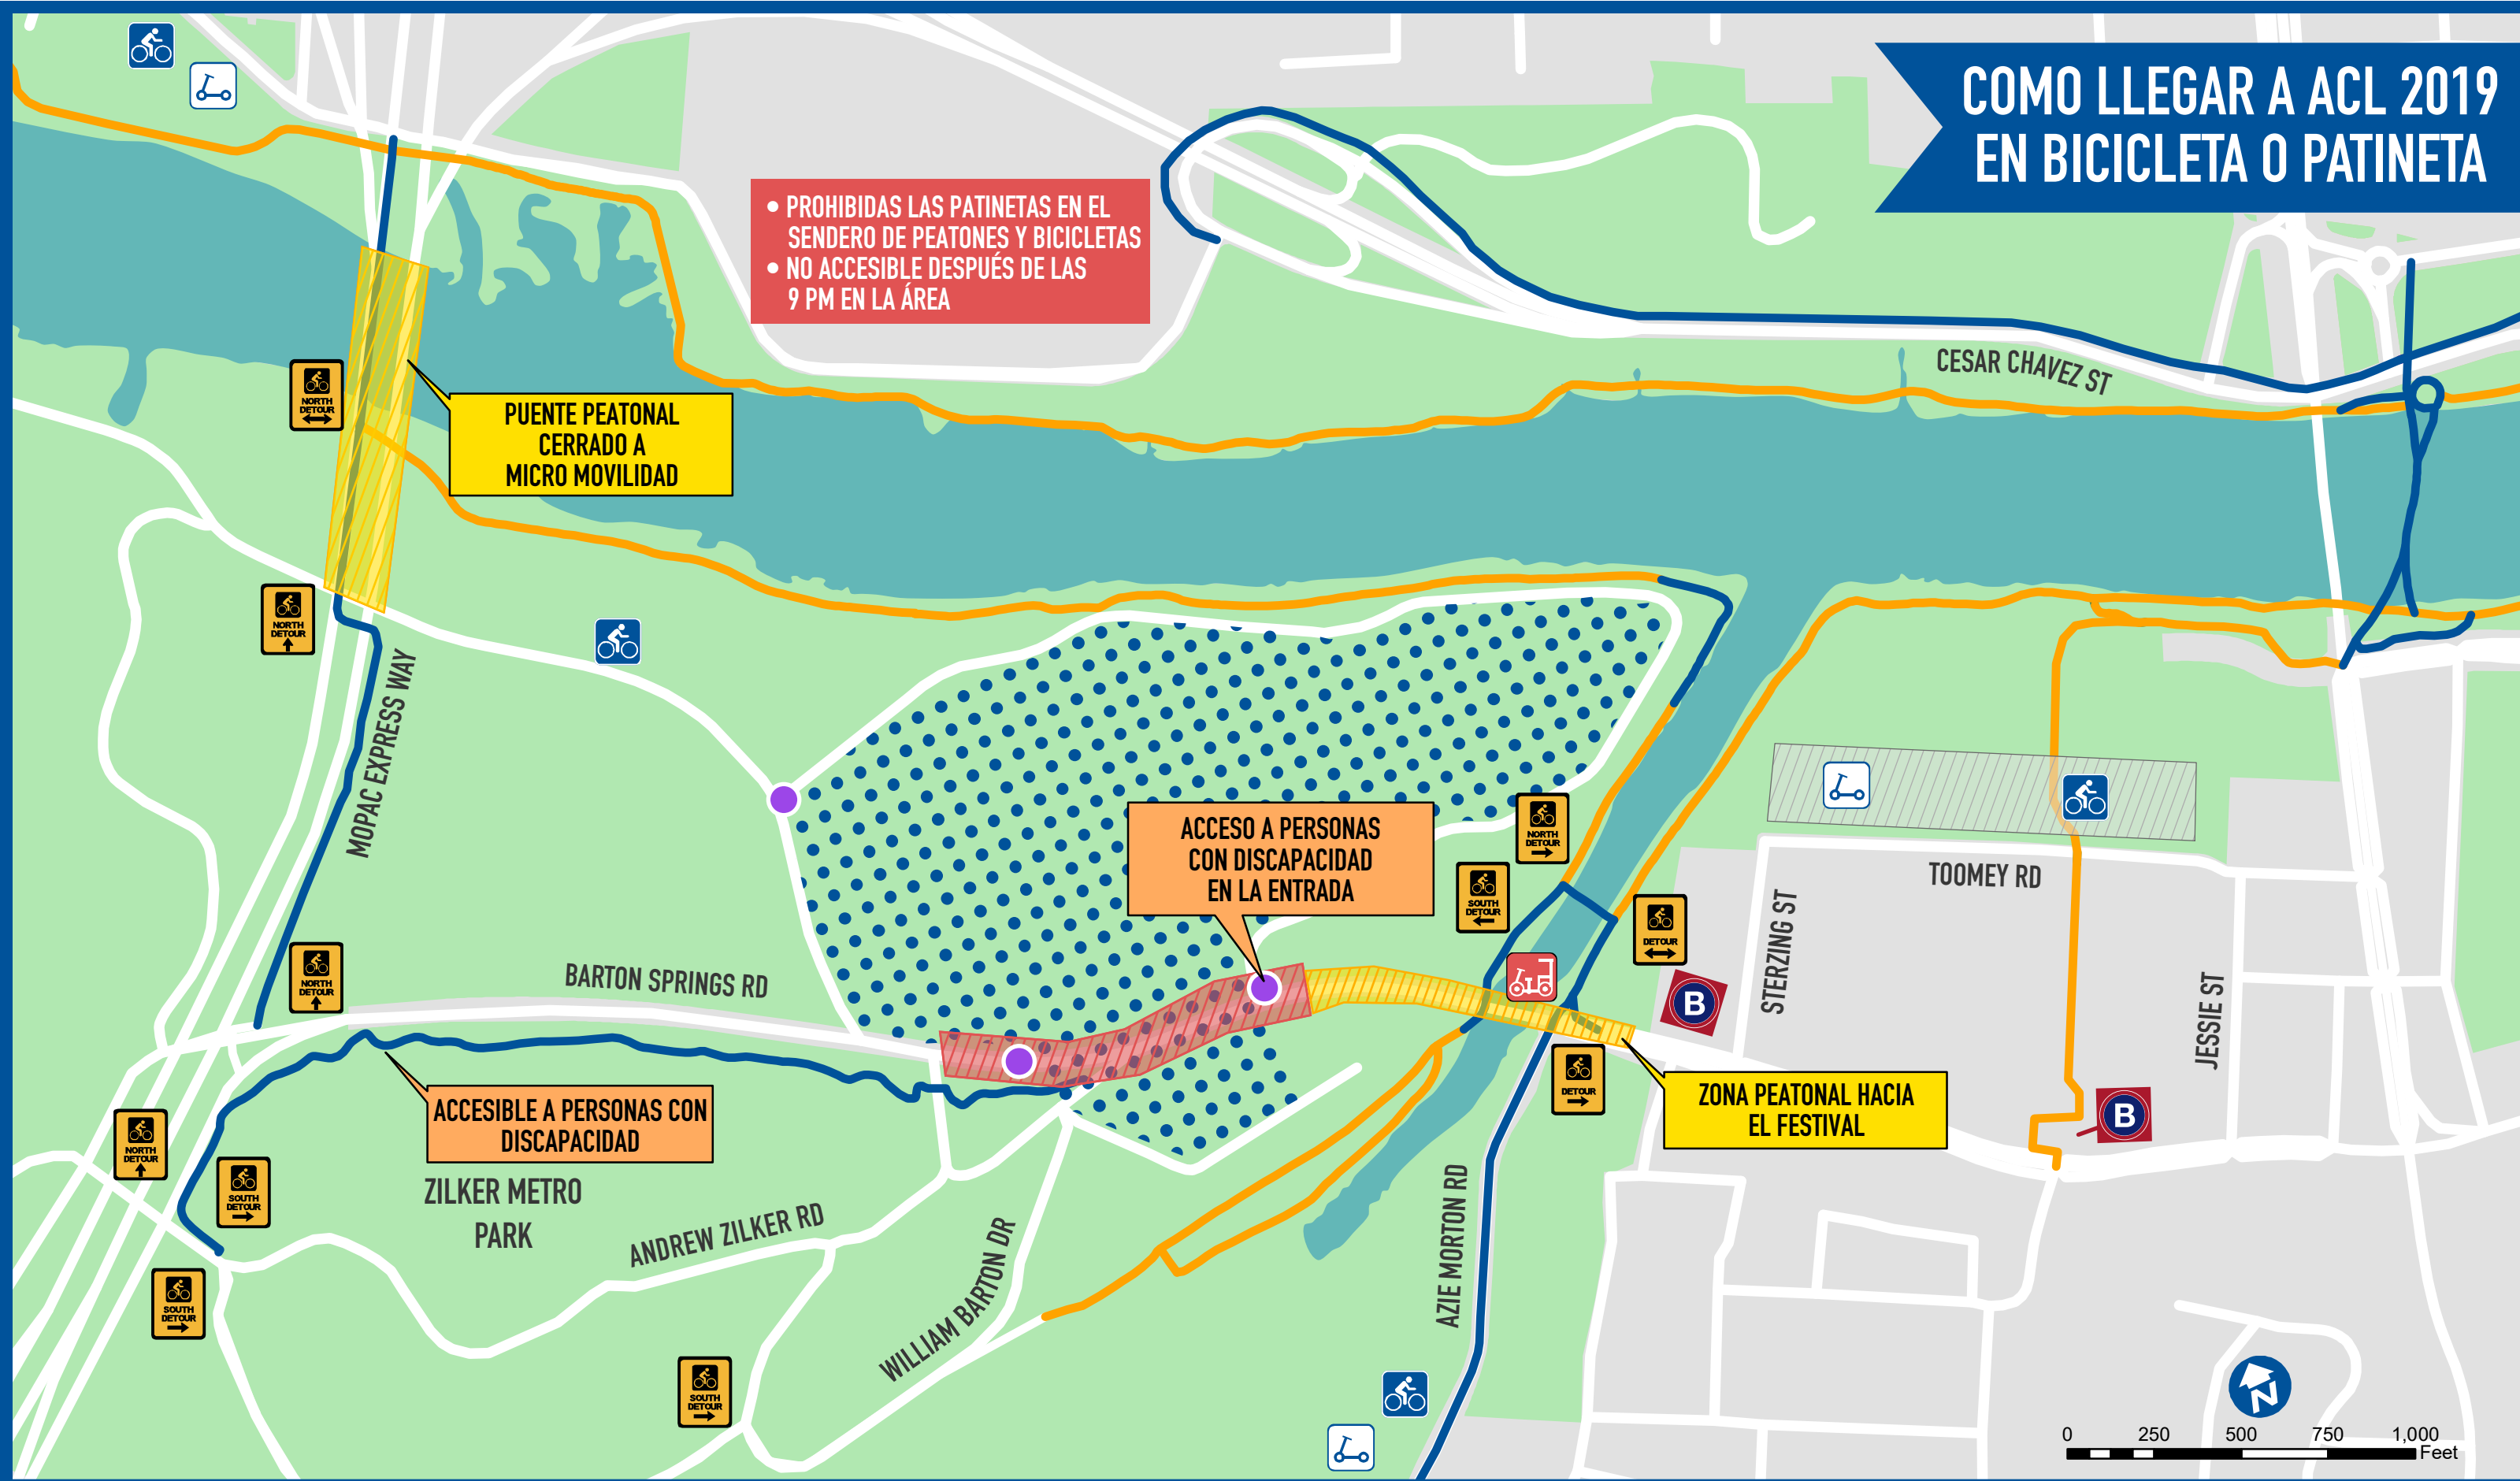 COMO LLEGAR A ACL 2019
EN BICICLETA O PATINETA
• PROHIBIDAS LAS PATINETAS EN EL
SENDERO DE PEATONES Y BICICLETAS
• NO ACCESIBLE DESPUÉS DE LAS
9 PM EN LA ÁREA
CESAR CHAVEZ ST
NORTH
DETOUR
PUENTE PEATONAL
CERRADO A
MICRO MOVILIDAD
NORTH
DETOUR
MOPAC EXPRESS WAY
ACCESO A PERSONAS
CON DISCAPACIDAD
EN LA ENTRADA
NORTH
DETOUR
SOUTH
DETOUR
DETOUR
TOOMEY RD
STERZING ST
JESSIE ST
B
BARTON SPRINGS RD
NORTH
DETOUR
DETOUR
ZONA PEATONAL HACIA
EL FESTIVAL
B
ACCESIBLE A PERSONAS CON
DISCAPACIDAD
NORTH
DETOUR
SOUTH
DETOUR
ZILKER METRO
PARK
ANDREW ZILKER RD
WILLIAM BARTON DR
AZIE MORTON RD
SOUTH
DETOUR
SOUTH
DETOUR
N
0 250 500 750 1,000
Feet